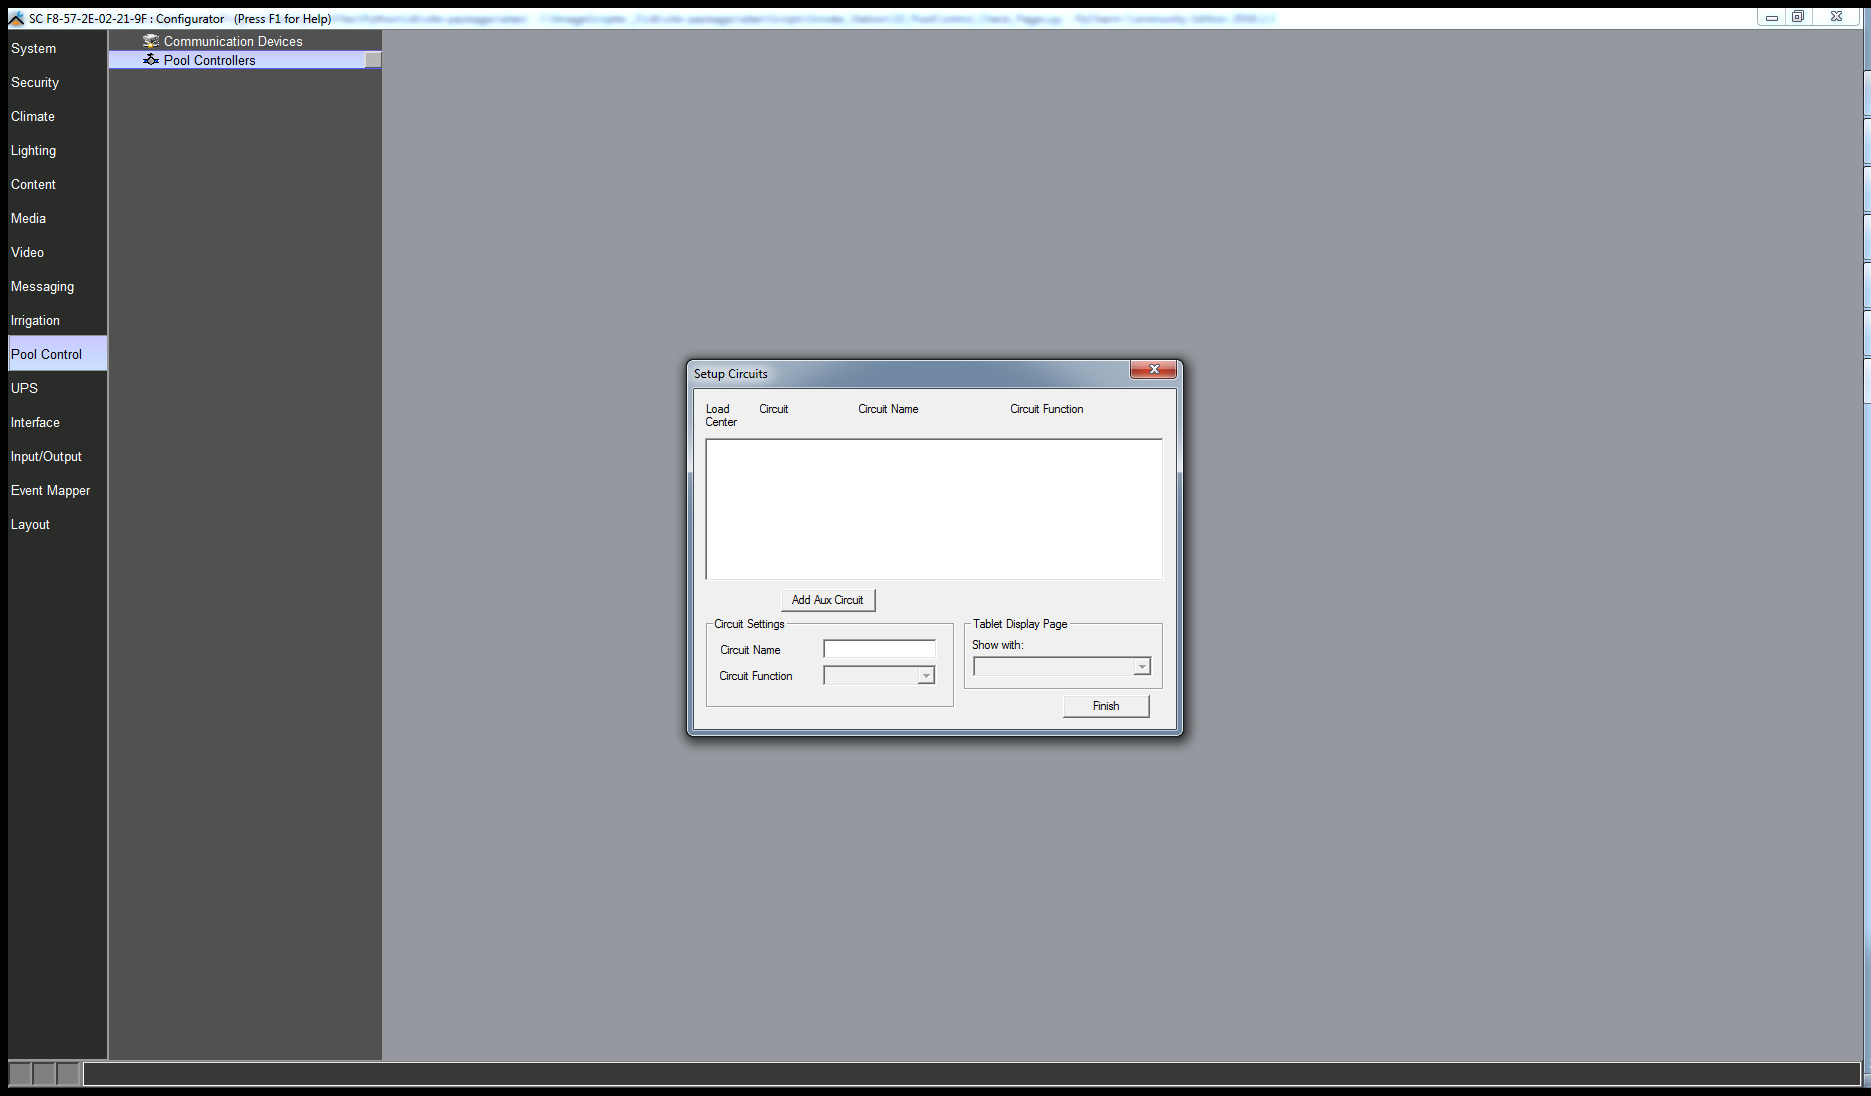 SC F8-57-2E-02-21-9F : Configurator (Press F1 for Help)
System
Security
Climate
Lighting
Content
Media
Video
Messaging
Irrigation
Pool Control
UPS
Interface
Input/Output
Event Mapper
Layout
Communication Devices
Pool Controllers
Setup Circuits
Load Center
Circuit
Circuit Name
Circuit Function
Add Aux Circuit
Circuit Settings
Circuit Name
Circuit Function
Tablet Display Page
Show with:
Finish